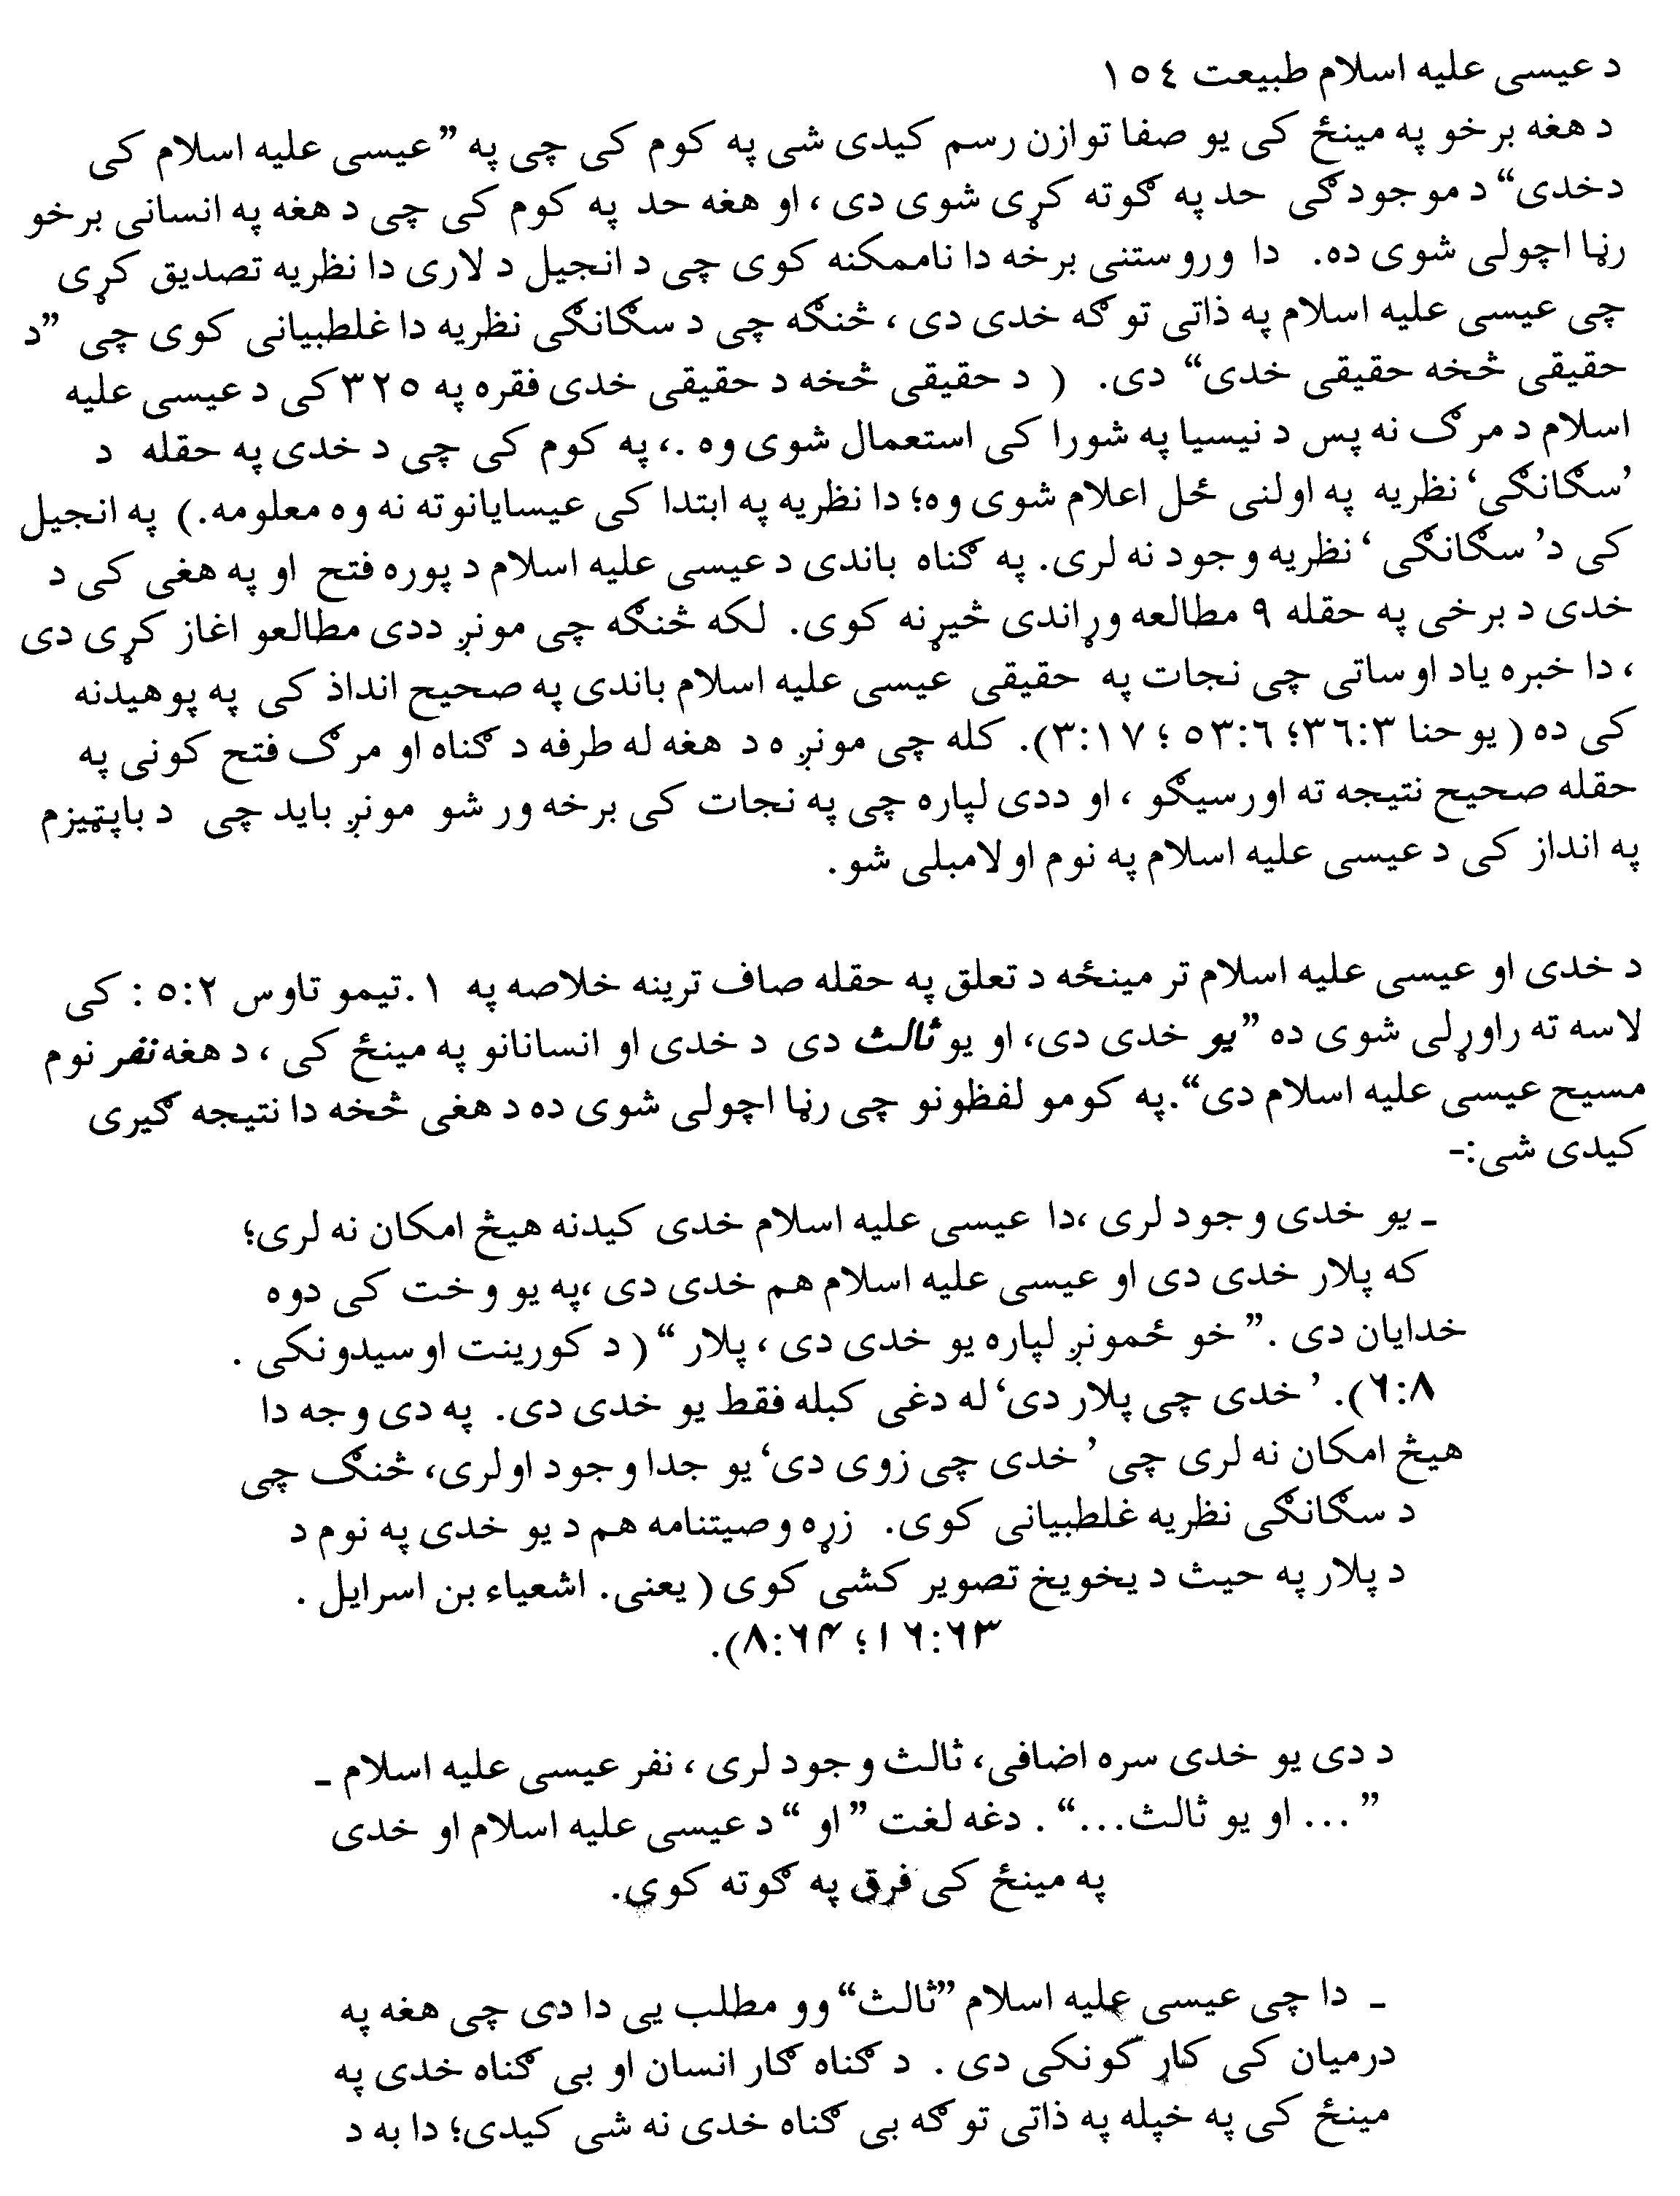 د عیسی علیه اسلام طبیعت ١٥٤
د هغه برخو په مینځ کی یو صفا توازن رسم کیدی شی په کوم کی چی په ”عیسی علیه اسلام کی
دخدی“ د موجودګی حد په ګوته کړی شوی دی، او هغه حد په کوم کی چی د هغه په انسانی برخو
رڼا اچولی شوی ده. دا وروستنی برخه دا ناممکنه کوی چی د انجیل د لاری دا نظریه تصدیق کړی
چی عیسی علیه اسلام په ذاتی توګه خدی دی، څنګه چی د سګانګی نظریه دا غلطبیانی کوی چی ”د
حقیقی څخه حقیقی خدی“ دی. ( د حقیقی څخه د حقیقی خدی فقره په ٣٢٥ کی د عیسی علیه
اسلام د مرګ نه پس د نیسیا په شورا کی استعمال شوی وه .، په کوم کی چی د خدی په حقله د
’سګانګی‘ نظریه په اولنی ځل اعلام شوی وه؛ دا نظریه په ابتدا کی عیسایانوته نه وه معلومه.) په انجیل
کی د’ سګانګی ‘ نظریه وجود نه لری. په ګناه باندی د عیسی علیه اسلام د پوره فتح او په هغی کی د
خدی د برخی په حقله ٩ مطالعه وړاندی څیړنه کوی. لکه څنګه چی مونږ ددی مطالعو اغاز کړی دی
، دا خبره یاد اوساتی چی نجات په حقیقی عیسی علیه اسلام باندی په صحیح انداذ کی په پوهیدنه
کی ده ( یوحنا ٣٦:٣؛ ٥٣:٦ ؛ ٣:١٧). کله چی مونږ ه د هغه له طرفه د ګناه او مرګ فتح کونی په
حقله صحیح نتیجه ته اورسیګو ، او ددی لپاره چی په نجات کی برخه ور شو مونږ باید چی د باپټیزم
په انداز کی د عیسی علیه اسلام په نوم اولامبلی شو.
د خدی او عیسی علیه اسلام تر مینځه د تعلق په حقله صاف ترینه خلاصه په ١.تیمو تاوس ٥:٢ : کی
لاسه ته راوړلی شوی ده ”یو خدی دی، او یو ثالث دی د خدی او انسانانو په مینځ کی ، د هغه نفر نوم
مسیح عیسی علیه اسلام دی“.په کومو لفظونو چی رڼا اچولی شوی ده د هغی څخه دا نتیجه ګیری
کیدی شی:-
ـ یو خدی وجود لری ،دا عیسی علیه اسلام خدی کیدنه هیڅ امکان نه لری؛
که پلار خدی دی او عیسی علیه اسلام هم خدی دی ،په یو وخت کی دوه
خدایان دی .” خو ځمونږ لپاره یو خدی دی ، پلار “ ( د کورینت اوسیدونکی .
٦:٨). ’ خدی چی پلار دی‘ له دغی کبله فقط یو خدی دی. په دی وجه دا
هیڅ امکان نه لری چی ’ خدی چی زوی دی‘ یو جدا وجود اولری، څنګ چی
د سګانګی نظریه غلطبیانی کوی. زړه وصیتنامه هم د یو خدی په نوم د
د پلار په حیث د یخویخ تصویر کشی کوی ( یعنی. اشعیاء بن اسرایل .
١٦:٦٣؛ ٨:٦۴).
د دی یو خدی سره اضافی، ثالث وجود لری ، نفر عیسی علیه اسلام ـ
” ... او یو ثالث...“ . دغه لغت ” او “ د عیسی علیه اسلام او خدی
په مینځ کی فرق په ګوته کوی.
ـ دا چی عیسی علیه اسلام ”ثالث“ وو مطلب یی دا دی چی هغه په
درمیان کی کار کونکی دی . د ګناه ګار انسان او بی ګناه خدی په
مینځ کی په خپله په ذاتی توګه بی ګناه خدی نه شی کیدی؛ دا به د